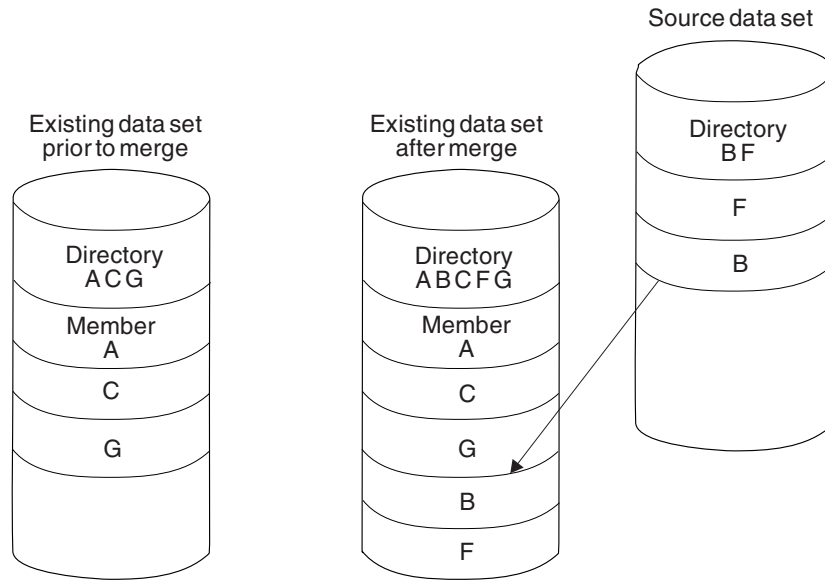 Source data set
Directory
B F
F
B
Existing data set
prior to merge
Directory
A C G
Member
A
C
G
Existing data set
after merge
Directory
A B C F G
Member
A
C
G
B
F